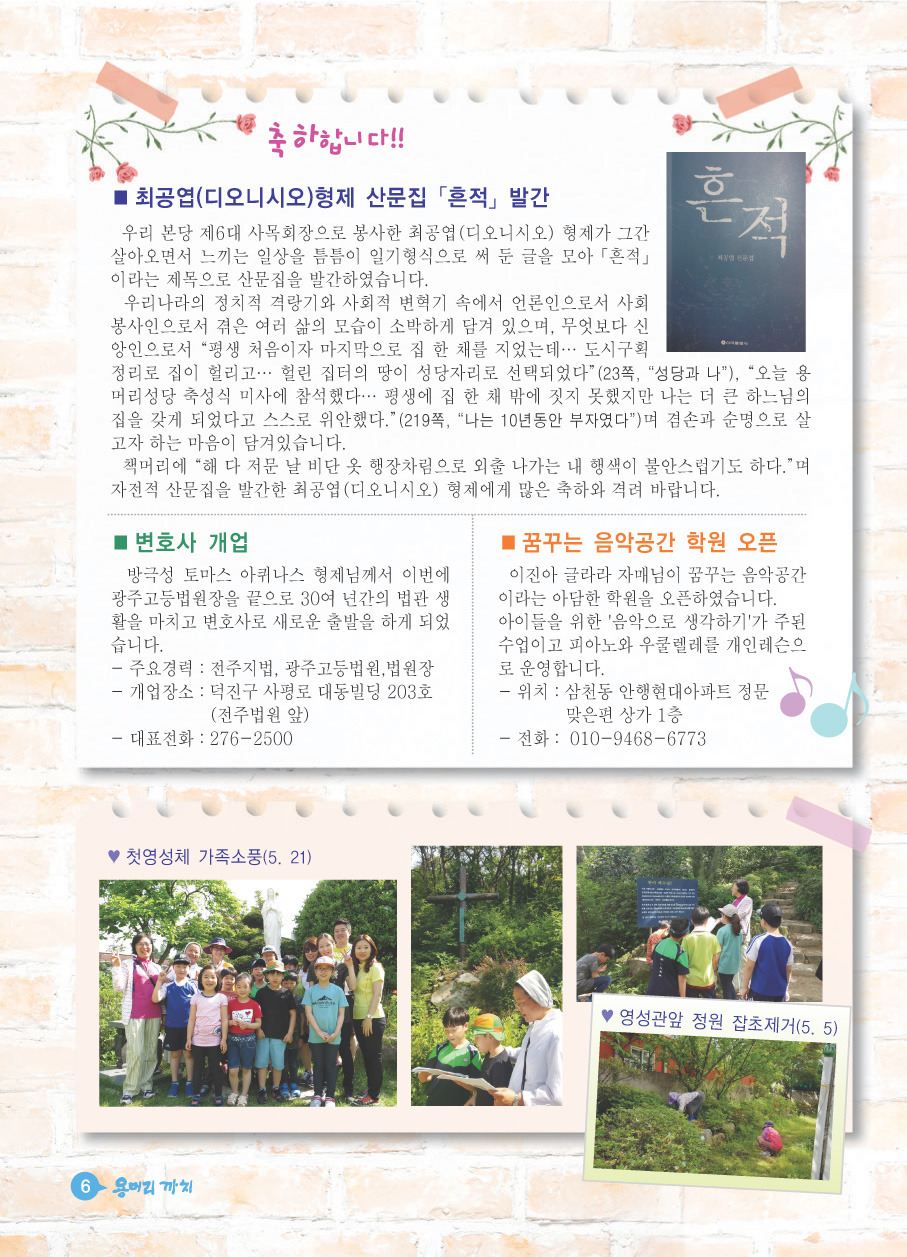 축하합니다!!
■ 최공엽(디오니시오)형제 산문집 「흔적」 발간
우리 본당 제6대 사목회장으로 봉사한 최공엽(디오니시오) 형제가 그간
살아오면서 느끼는 일상을 틈틈이 일기형식으로 써 둔 글을 모아 「흔적」
이라는 제목으로 산문집을 발간하였습니다.
우리나라의 정치적 격랑기와 사회적 변혁기 속에서 언론인으로서 사회
봉사인으로서 겪은 여러 삶의 모습이 소박하게 담겨 있으며, 무엇보다 신
앙인으로서 “평생 처음이자 마지막으로 집 한 채를 지었는데… 도시구획
정리로 집이 헐리고… 헐린 집터의 땅이 성당자리로 선택되었다”(23쪽, “성당과 나”), “오늘 용
머리성당 축성식 미사에 참석했다… 평생에 집 한 채 밖에 짓지 못했지만 나는 더 큰 하느님의
집을 갖게 되었다고 스스로 위안했다.”(219쪽, “나는 10년동안 부자였다”)며 겸손과 순명으로 살
고자 하는 마음이 담겨있습니다.
책머리에 “해 다 저문 날 비단 옷 행장차림으로 외출 나가는 내 행색이 불안스럽기도 하다.”며
자전적 산문집을 발간한 최공엽(디오니시오) 형제에게 많은 축하와 격려 바랍니다.
흔적
최공엽 산문집
■ 변호사 개업
방극성 토마스 아퀴나스 형제님께서 이번에
광주고등법원장을 끝으로 30여 년간의 법관 생
활을 마치고 변호사로 새로운 출발을 하게 되었
습니다.
- 주요경력 : 전주지법, 광주고등법원,법원장
- 개업장소 : 덕진구 사평로 대동빌딩 203호
(전주법원 앞)
- 대표전화 : 276-2500
■ 꿈꾸는 음악공간 학원 오픈
이진아 글라라 자매님이 꿈꾸는 음악공간
이라는 아담한 학원을 오픈하였습니다.
아이들을 위한 '음악으로 생각하기'가 주된
수업이고 피아노와 우쿨렐레를 개인레슨으
로 운영합니다.
- 위치 : 삼천동 안행현대아파트 정문
맞은편 상가 1층
- 전화 : 010-9468-6773
♥ 첫영성체 가족소풍(5. 21)
♥ 영성관앞 정원 잡초제거(5. 5)
6 용머리 까치